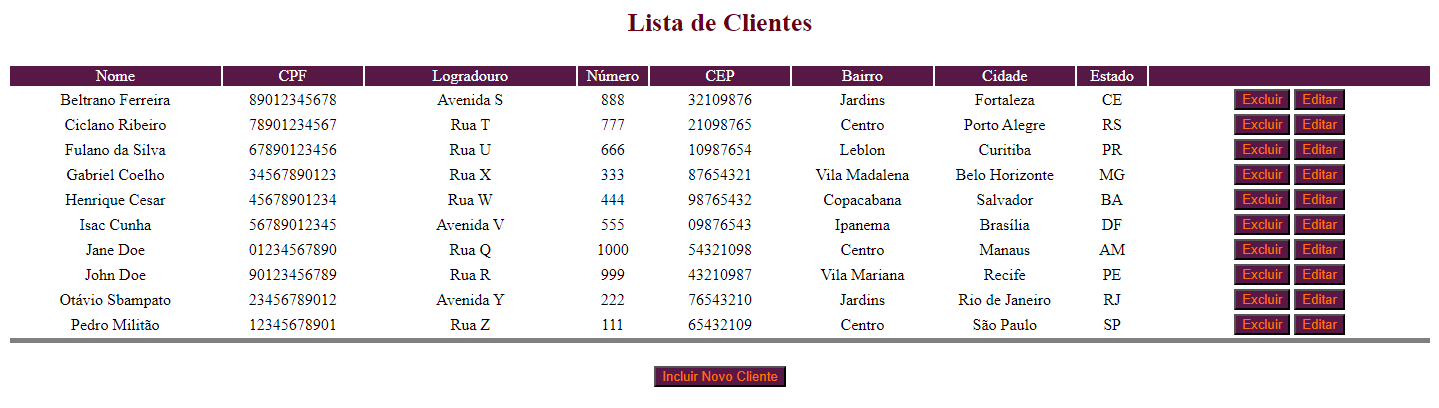 Lista de Clientes
Nome CPF Logradouro Número CEP Bairro Cidade Estado
Beltrano Ferreira 89012345678 Avenida S 888 32109876 Jardins Fortaleza CE Excluir Editar
Ciclano Ribeiro 78901234567 Rua T 777 21098765 Centro Porto Alegre RS Excluir Editar
Fulano da Silva 67890123456 Rua U 666 10987654 Leblon Curitiba PR Excluir Editar
Gabriel Coelho 34567890123 Rua X 333 87654321 Vila Madalena Belo Horizonte MG Excluir Editar
Henrique Cesar 45678901234 Rua W 444 98765432 Copacabana Salvador BA Excluir Editar
Isac Cunha 56789012345 Avenida V 555 09876543 Ipanema Brasília DF Excluir Editar
Jane Doe 01234567890 Rua Q 1000 54321098 Centro Manaus AM Excluir Editar
John Doe 90123456789 Rua R 999 43210987 Vila Mariana Recife PE Excluir Editar
Otávio Sbampato 23456789012 Avenida Y 222 76543210 Jardins Rio de Janeiro RJ Excluir Editar
Pedro Militão 12345678901 Rua Z 111 65432109 Centro São Paulo SP Excluir Editar
Incluir Novo Cliente